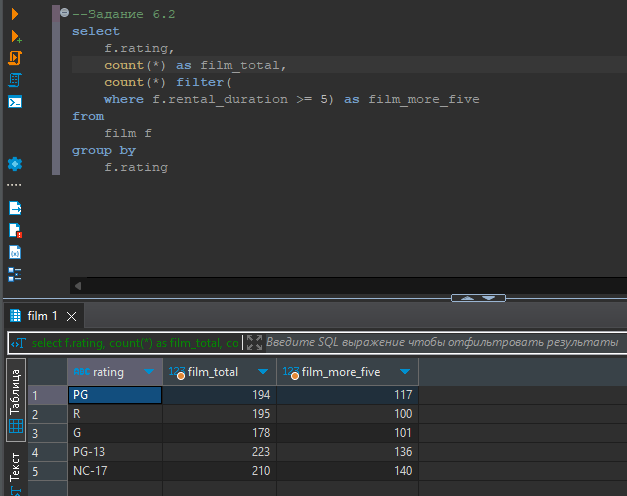 --Задание 6.2
select
f.rating,
count(*) as film_total,
count(*) filter(
where f.rental_duration >= 5) as film_more_five
from
film f
group by
f.rating
film 1
select f.rating, count(*) as film_total, co
Введите SQL выражение чтобы отфильтровать результаты
Таблица
Текст
ABC rating 123 film_total 123 film_more_five
1 PG 194 117
2 R 195 100
3 G 178 101
4 PG-13 223 136
5 NC-17 210 140